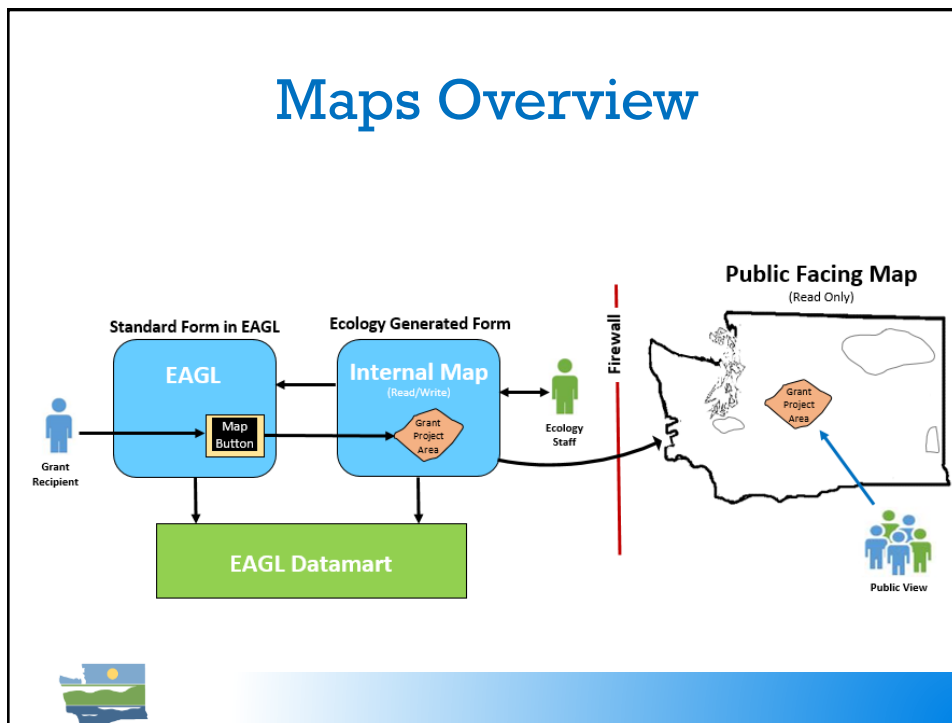 Maps Overview
Public Facing Map
(Read Only)
Standard Form in EAGL
Ecology Generated Form
Firewall
EAGL
Internal Map
(Read/Write)
Map
Button
Grant
Project
Area
Grant
Project
Area
Grant
Recipient
Ecology
Staff
EAGL Datamart
Public View